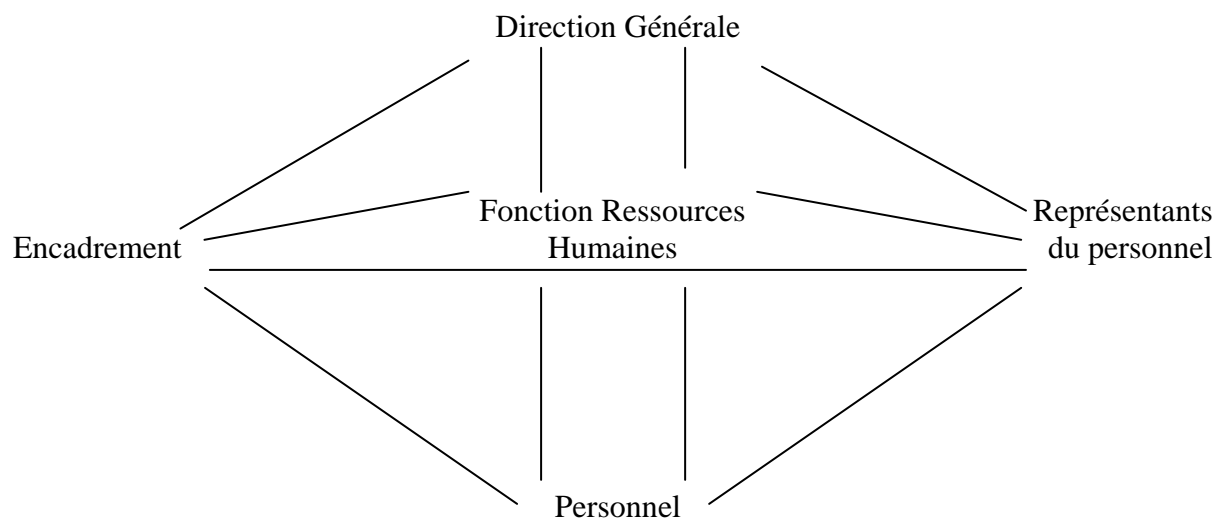 Direction Générale
Fonction Ressources
Humaines
Encadrement
Représentants
du personnel
Personnel